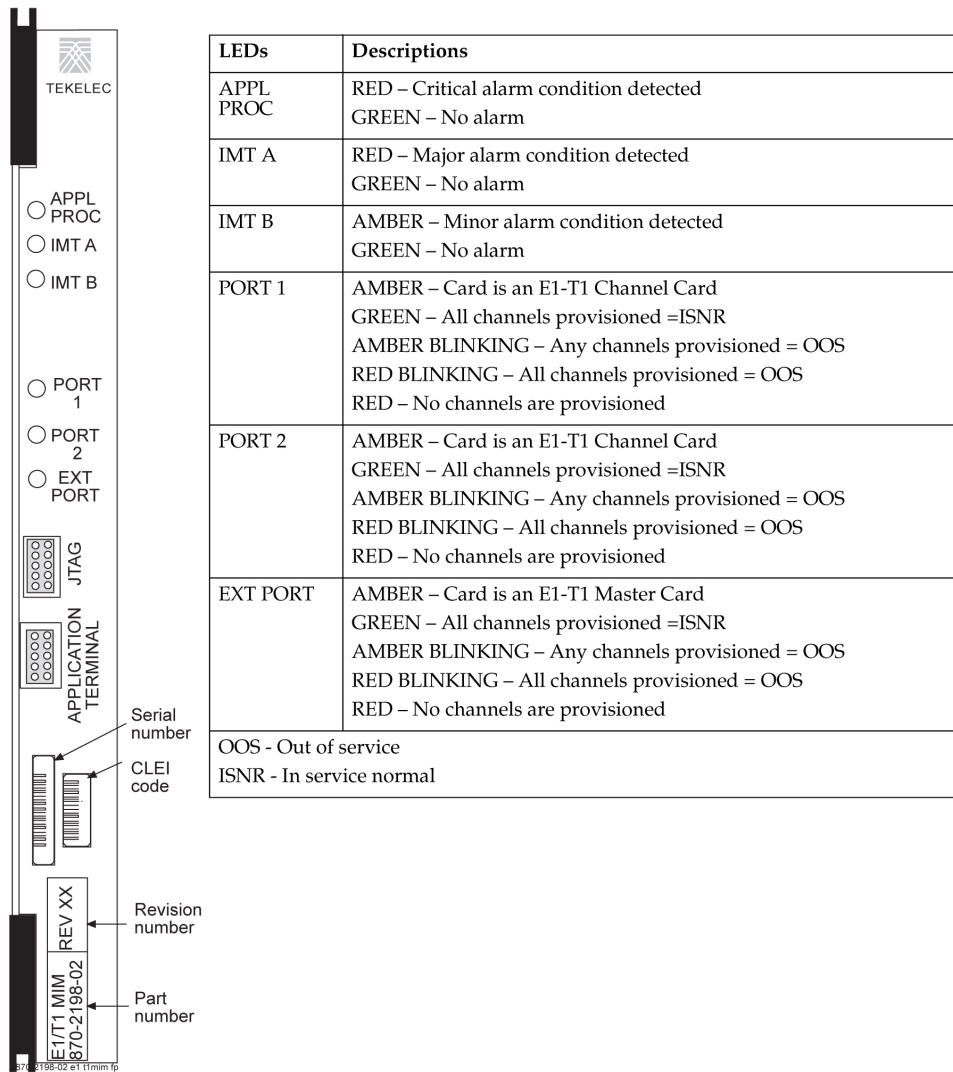 TEKELEC
APPL
PROC
IMT A
IMT B
PORT
1
PORT
2
EXT
PORT
JTAG
APPLICATION
TERMINAL
Serial
number
CLEI
code
REV XX
Revision
number
E1/T1 MIM
870-2198-02
Part
number
870-2198-02 e1 t1mim fp
LEDs Descriptions
APPL
PROC
RED – Critical alarm condition detected
GREEN – No alarm
IMT A RED – Major alarm condition detected
GREEN – No alarm
IMT B AMBER – Minor alarm condition detected
GREEN – No alarm
PORT 1 AMBER – Card is an E1-T1 Channel Card
GREEN – All channels provisioned =ISNR
AMBER BLINKING – Any channels provisioned = OOS
RED BLINKING – All channels provisioned = OOS
RED – No channels are provisioned
PORT 2 AMBER – Card is an E1-T1 Channel Card
GREEN – All channels provisioned =ISNR
AMBER BLINKING – Any channels provisioned = OOS
RED BLINKING – All channels provisioned = OOS
RED – No channels are provisioned
EXT PORT AMBER – Card is an E1-T1 Master Card
GREEN – All channels provisioned =ISNR
AMBER BLINKING – Any channels provisioned = OOS
RED BLINKING – All channels provisioned = OOS
RED – No channels are provisioned
OOS - Out of service
ISNR - In service normal